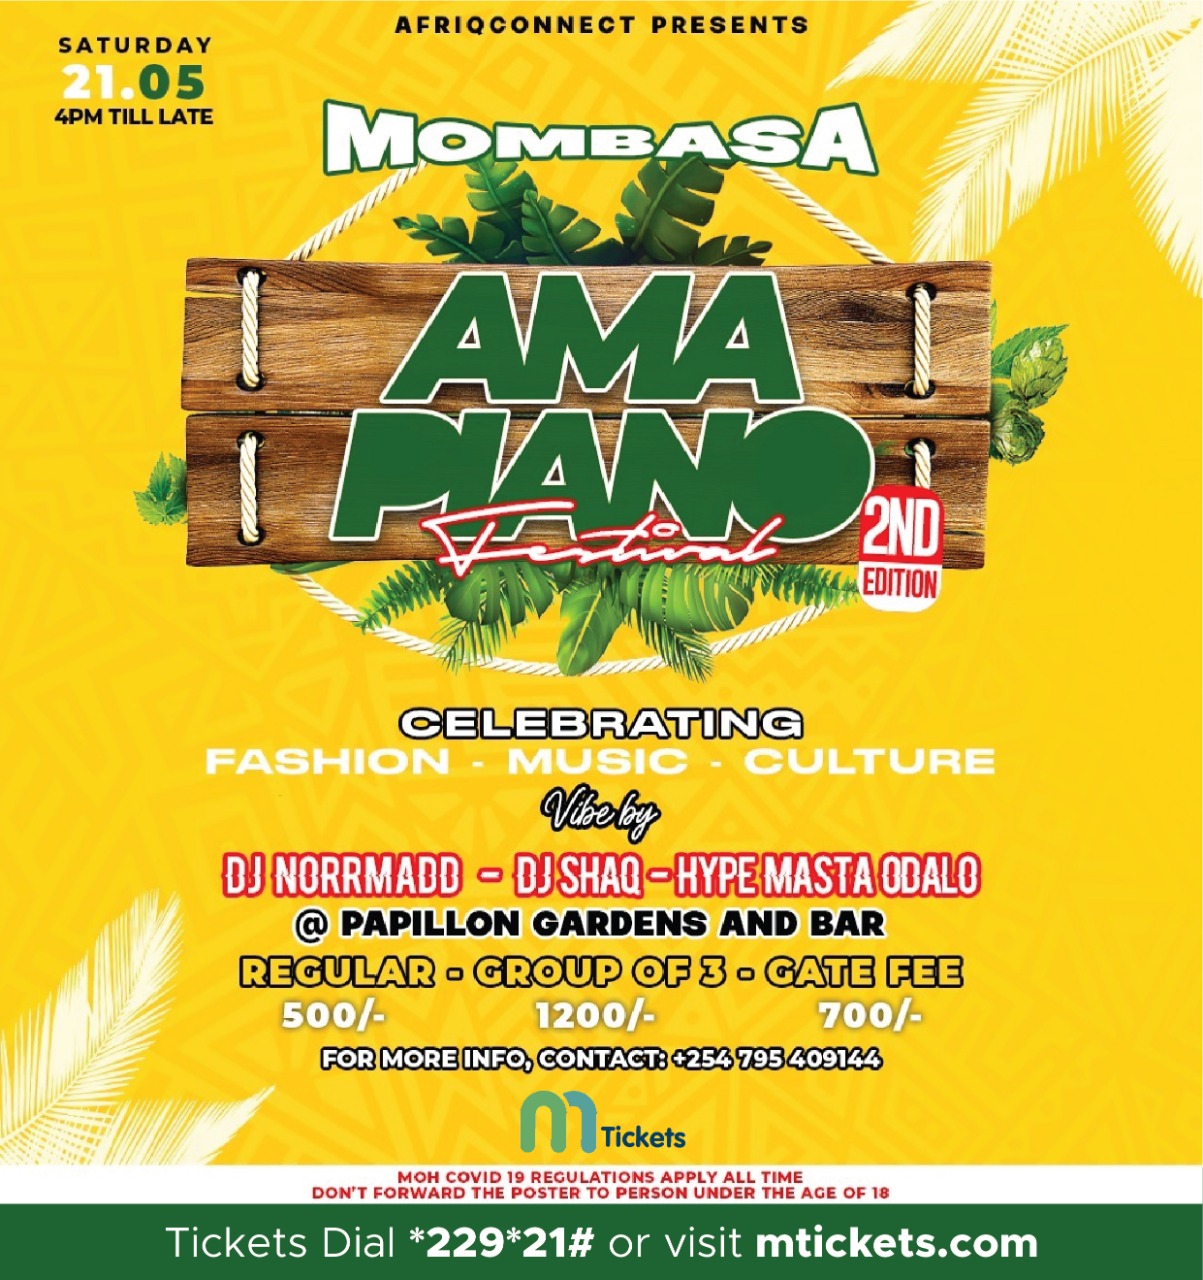 AFRIQCONNECT PRESENTS
SATURDAY
21.05
4PM TILL LATE
MOMBASA
AMA
PIANO
Festival
2ND
EDITION
CELEBRATING
FASHION - MUSIC - CULTURE
Vibe by
DJ NORRMADD - DJ SHAQ - HYPE MASTA ODALO
@ PAPILLON GARDENS AND BAR
REGULAR - GROUP OF 3 - GATE FEE
500/- 1200/- 700/-
FOR MORE INFO, CONTACT: +254 795 409144
m Tickets
MOH COVID 19 REGULATIONS APPLY ALL TIME
DON'T FORWARD THE POSTER TO PERSON UNDER THE AGE OF 18
Tickets Dial *229*21# or visit mtickets.com